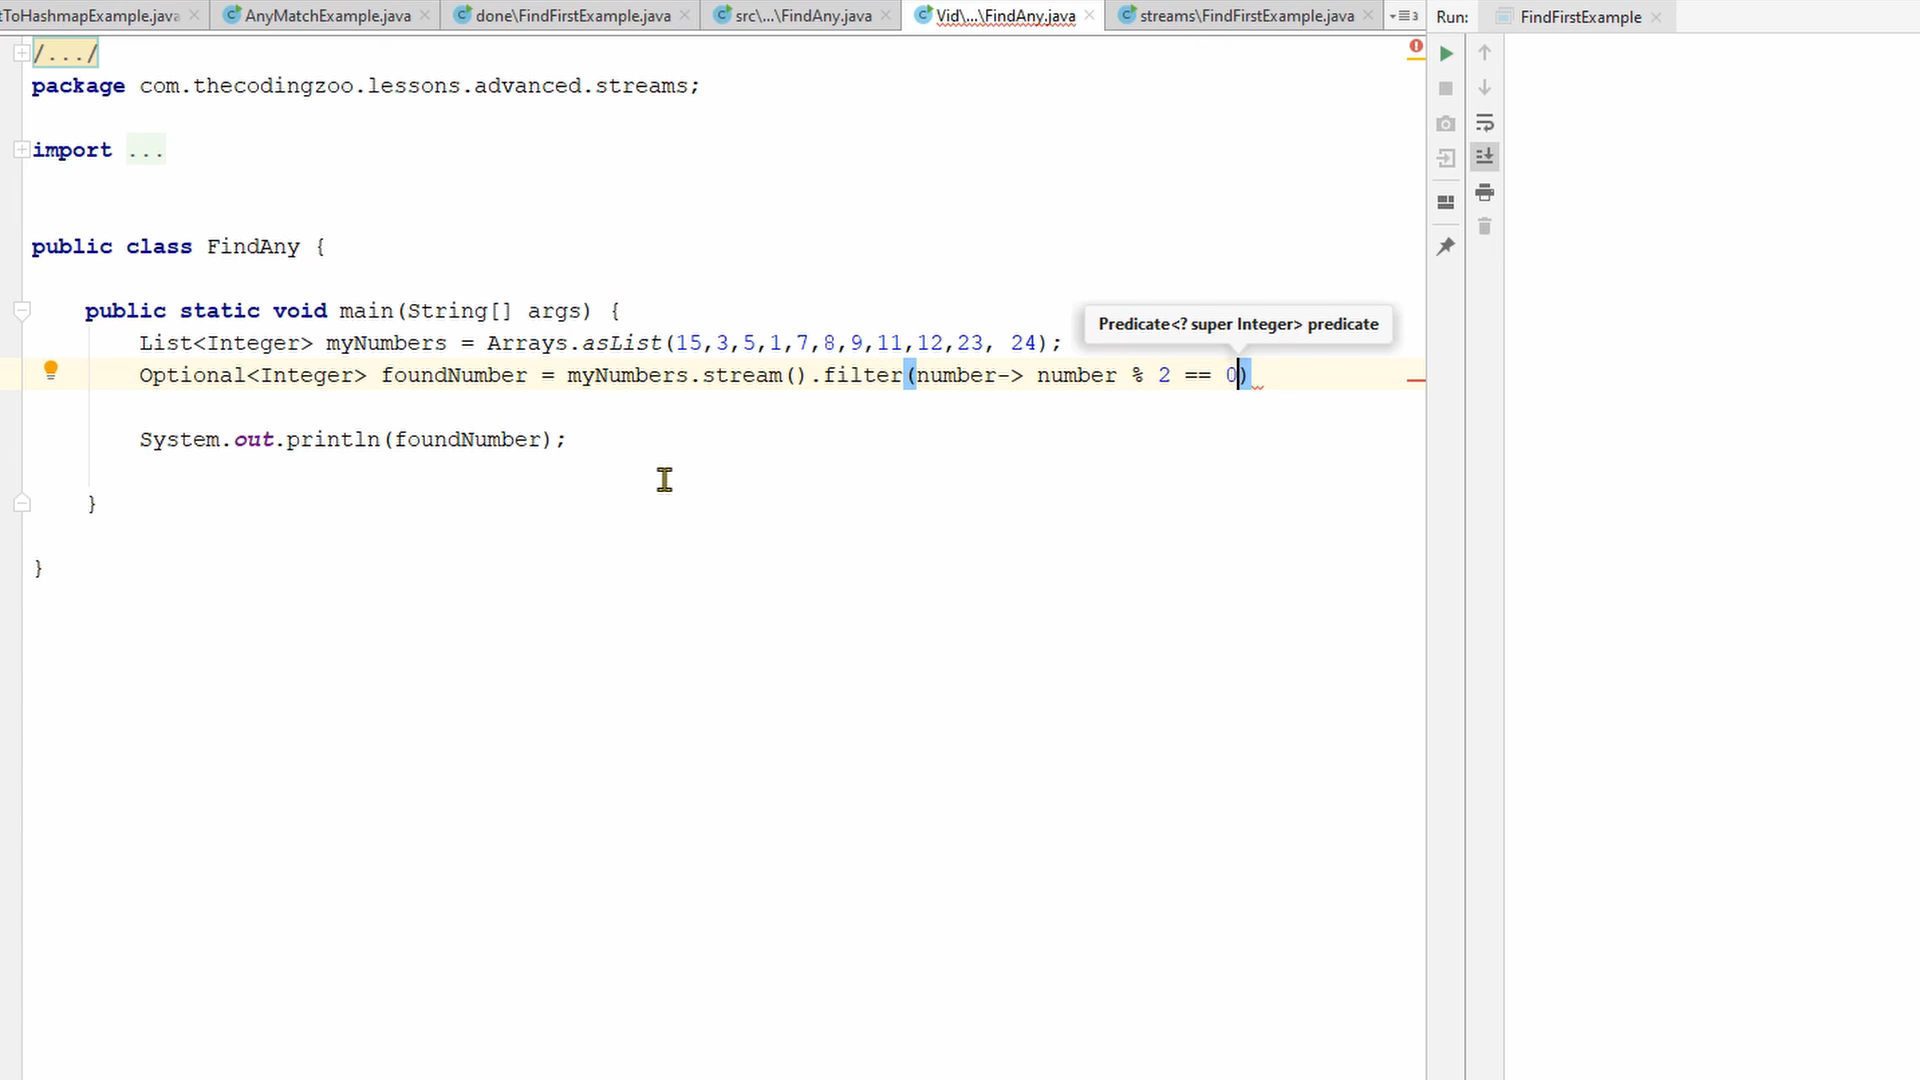 tToHashmapExample.java AnyMatchExample.java done\FindFirstExample.java src\...\FindAny.java Vid\...\FindAny.java streams\FindFirstExample.java 3 Run: FindFirstExample
/.../
package com.thecodingzoo.lessons.advanced.streams;
import ...
public class FindAny {
public static void main(String[] args) {
Predicate<? super Integer> predicate
List<Integer> myNumbers = Arrays.asList(15,3,5,1,7,8,9,11,12,23, 24);
Optional<Integer> foundNumber = myNumbers.stream().filter(number-> number % 2 == 0)
System.out.println(foundNumber);
}
}